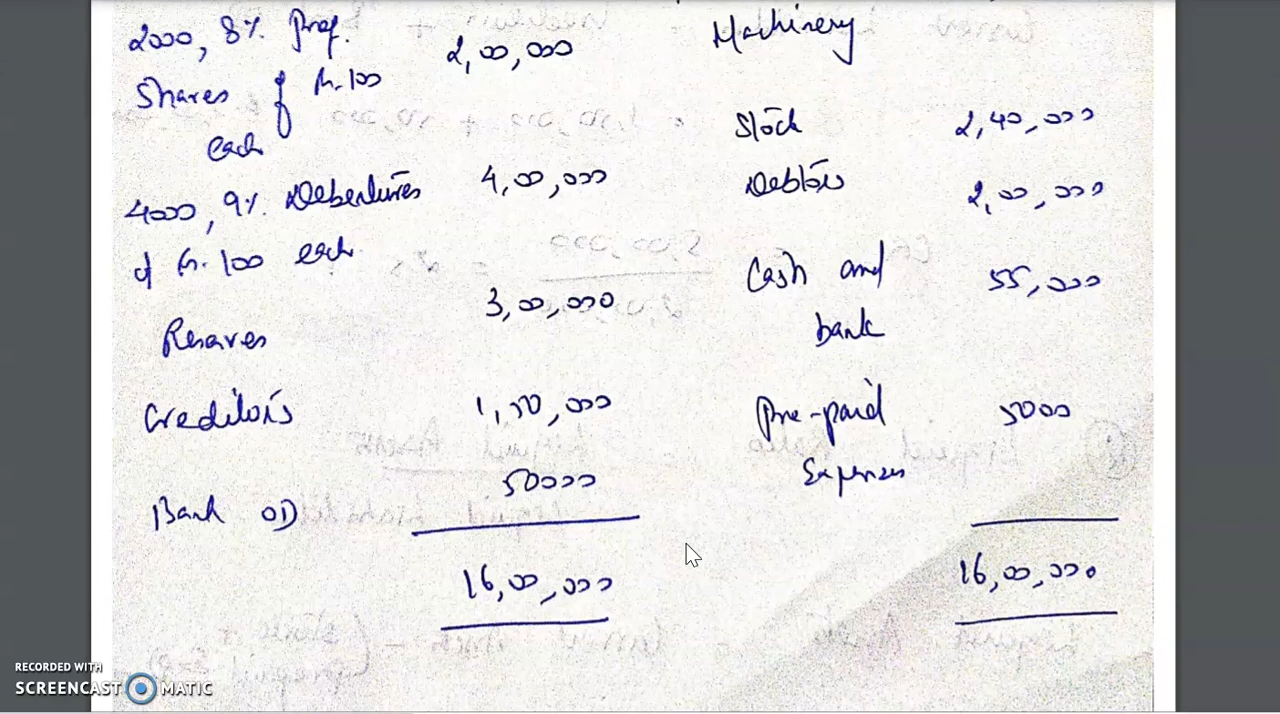 2000, 8% Pref. 2,00,000 Machinery
Shares of Rs.100
each
Stock 2,40,000
4000, 9% Debentures 4,00,000 Debtors 2,00,000
of Rs.100 each
Cash and 55,000
bank
Reserves 3,00,000
Creditors 1,50,000 Pre-paid 5000
Expenses
Bank OD 50000
16,00,000 16,00,000
RECORDED WITH
SCREENCAST MATIC